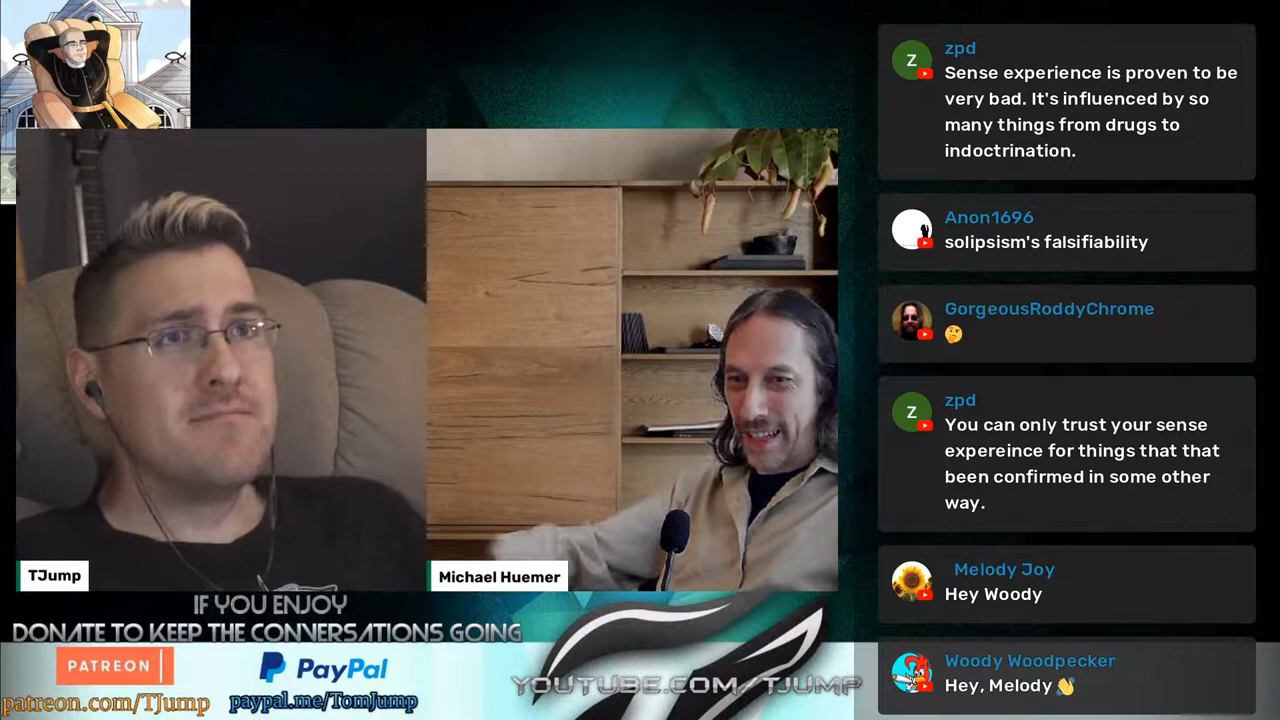 zpd
Sense experience is proven to be
very bad. It's influenced by so
many things from drugs to
indoctrination.
Anon1696
solipsism's falsifiability
GorgeousRoddyChrome
🤔
zpd
You can only trust your sense
expereince for things that that
been confirmed in some other
way.
Melody Joy
Hey Woody
Woody Woodpecker
Hey, Melody 👋
Z
Z
TJump
Michael Huemer
IF YOU ENJOY
DONATE TO KEEP THE CONVERSATIONS GOING
PATREON
PayPal
patreon.com/TJump
paypal.me/TomJump
YOUTUBE.COM/TJUMP